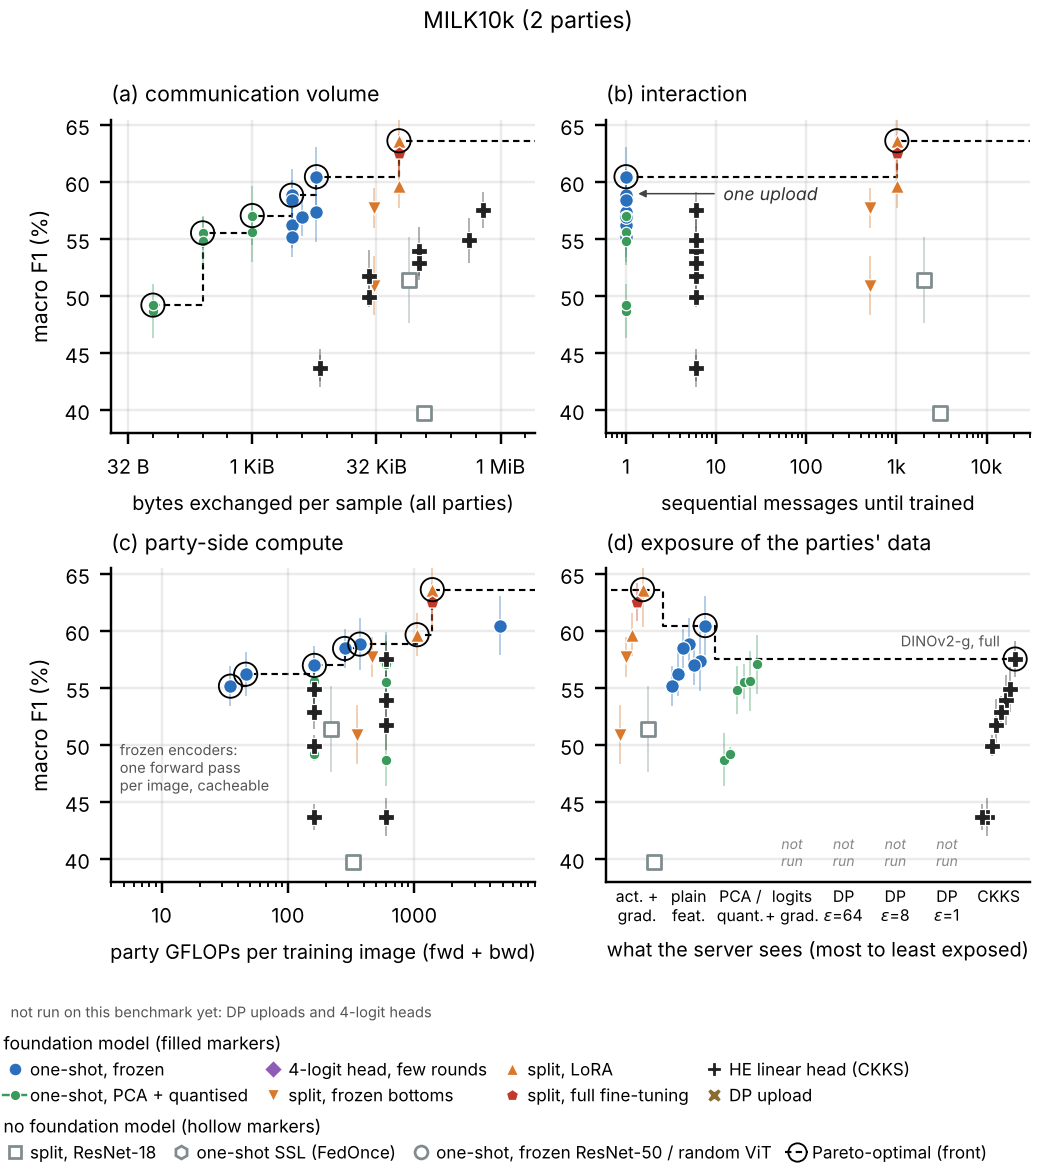 MILK10k (2 parties)
(a) communication volume
65
60
55
50
45
40
macro F1 (%)
32 B
1 KiB
32 KiB
1 MiB
bytes exchanged per sample (all parties)
(b) interaction
65
60
55
50
45
40
one upload
1
10
100
1k
10k
sequential messages until trained
(c) party-side compute
65
60
55
50
45
40
macro F1 (%)
frozen encoders:
one forward pass
per image, cacheable
10
100
1000
party GFLOPs per training image (fwd + bwd)
(d) exposure of the parties' data
65
60
55
50
45
40
DINOv2-g, full
not run
not run
not run
not run
act. + grad.
plain feat.
PCA / quant.
logits + grad.
DP ε=64
DP ε=8
DP ε=1
CKKS
what the server sees (most to least exposed)
not run on this benchmark yet: DP uploads and 4-logit heads
foundation model (filled markers)
one-shot, frozen
4-logit head, few rounds
split, LoRA
HE linear head (CKKS)
one-shot, PCA + quantised
split, frozen bottoms
split, full fine-tuning
DP upload
no foundation model (hollow markers)
split, ResNet-18
one-shot SSL (FedOnce)
one-shot, frozen ResNet-50 / random ViT
Pareto-optimal (front)